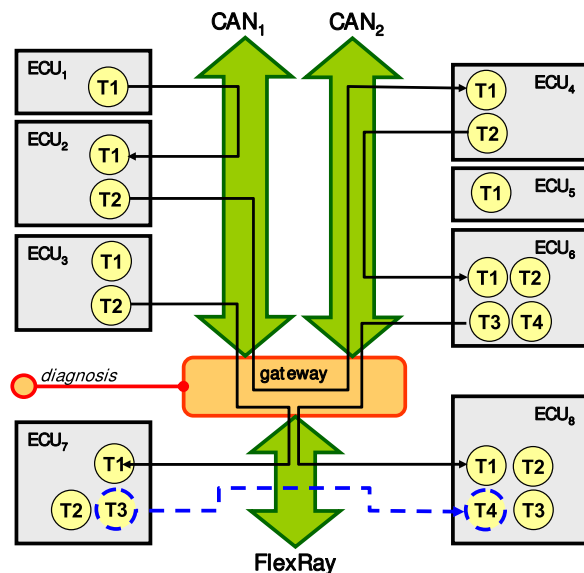 CAN1 CAN2
ECU1
T1
ECU2
T1
T2
ECU3
T1
T2
ECU4
T1
T2
ECU5
T1
ECU6
T1 T2
T3 T4
gateway
diagnosis
ECU7
T1
T2 T3
ECU8
T1 T2
T4 T3
FlexRay